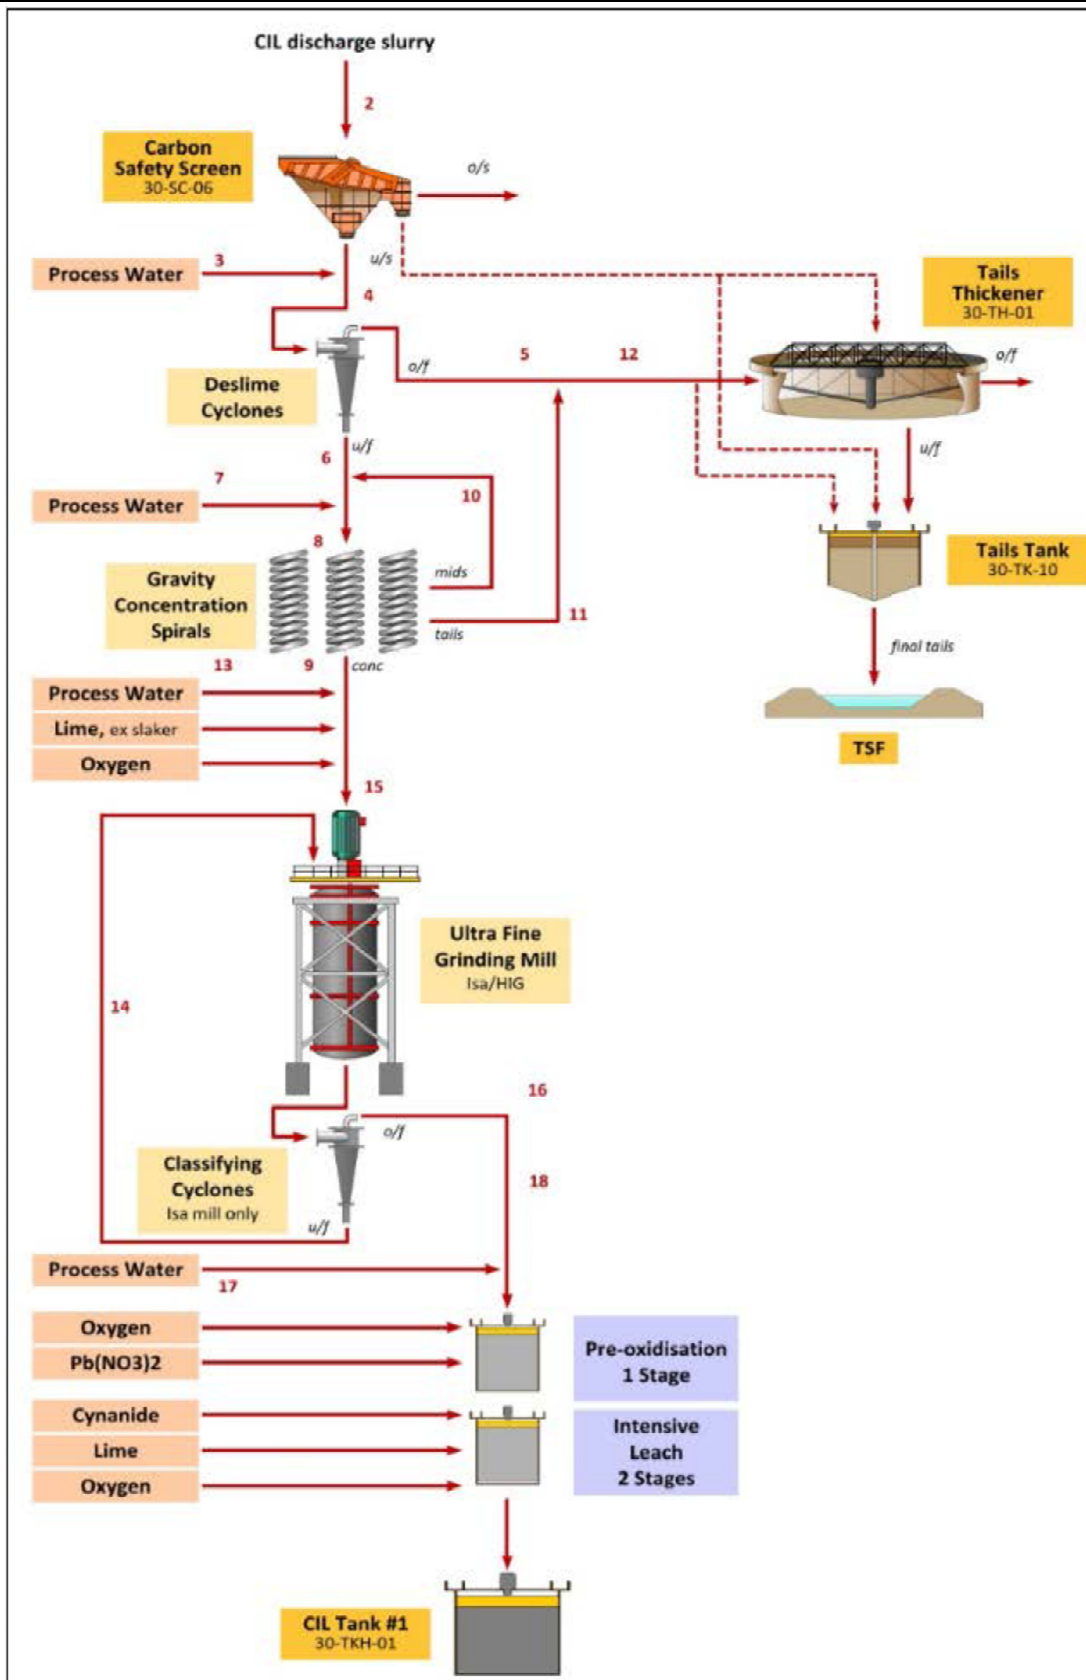 CIL discharge slurry
2
Carbon
Safety Screen
30-SC-06
o/s
Process Water
3
u/s
4
Tails
Thickener
30-TH-01
o/f
5
12
o/f
Deslime
Cyclones
u/f
6
u/f
7
10
Process Water
8
Tails Tank
30-TK-10
Gravity
Concentration
Spirals
mids
11
tails
final tails
13
9
conc
Process Water
Lime, ex slaker
Oxygen
TSF
15
Ultra Fine
Grinding Mill
Isa/HIG
14
16
o/f
Classifying
Cyclones
Isa mill only
18
u/f
Process Water
17
Oxygen
Pb(NO3)2
Pre-oxidisation
1 Stage
Cynanide
Lime
Oxygen
Intensive
Leach
2 Stages
CIL Tank #1
30-TKH-01